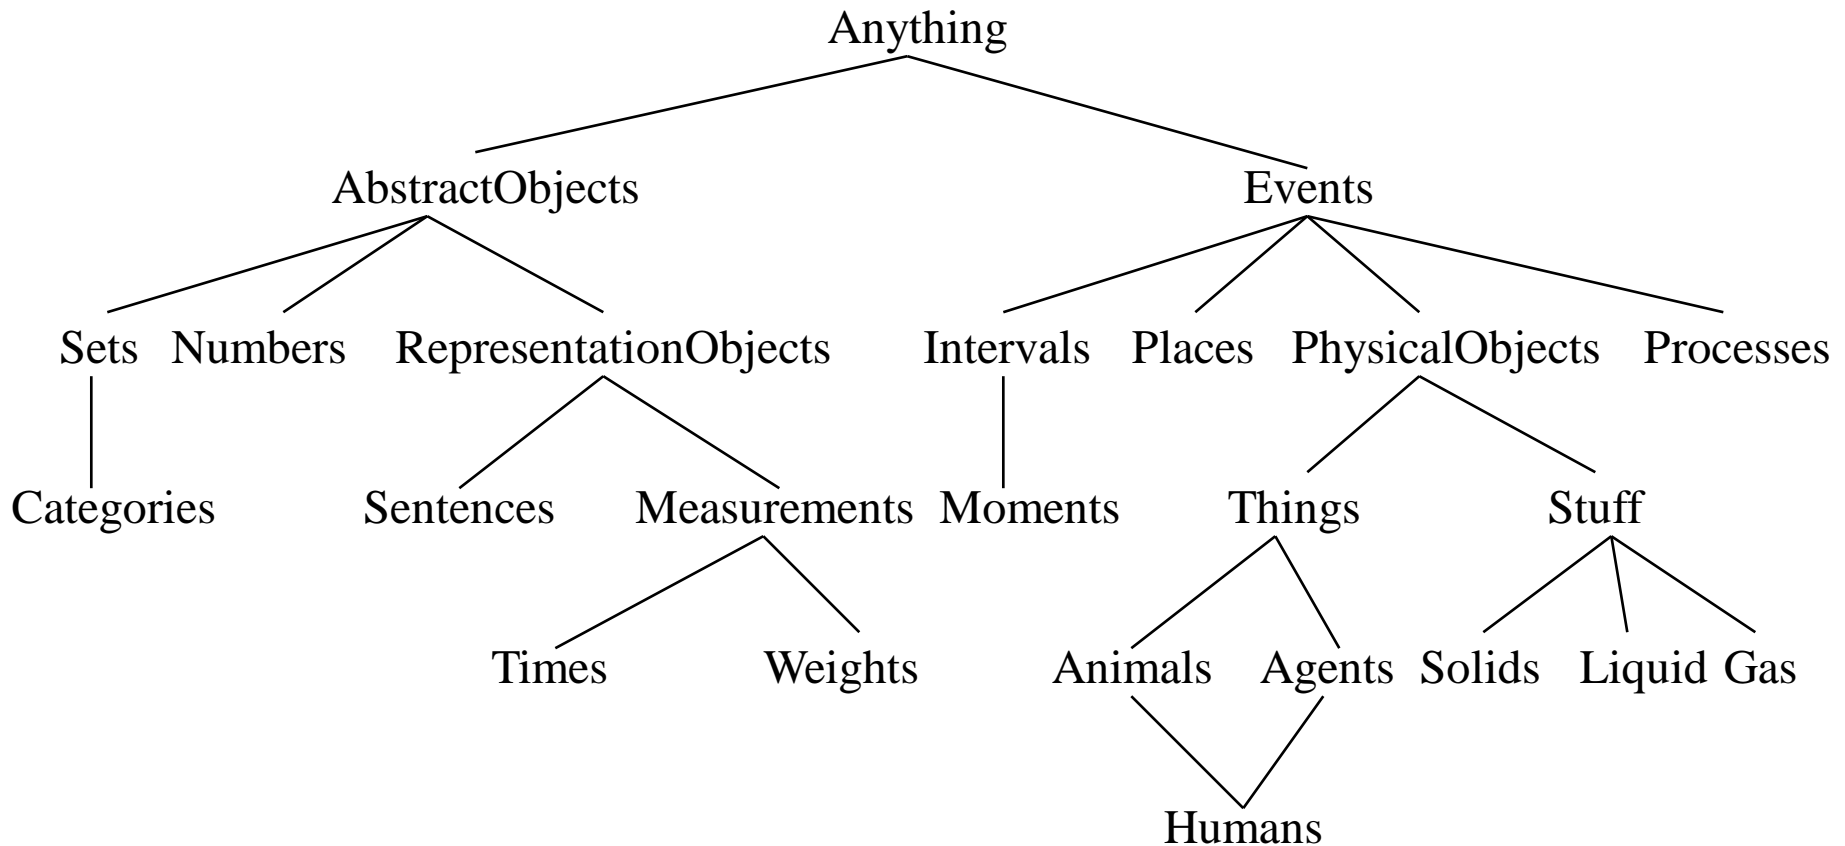 Anything
AbstractObjects Events
Sets Numbers RepresentationObjects Intervals Places PhysicalObjects Processes
Categories Sentences Measurements Moments Things Stuff
Times Weights Animals Agents Solids Liquid Gas
Humans